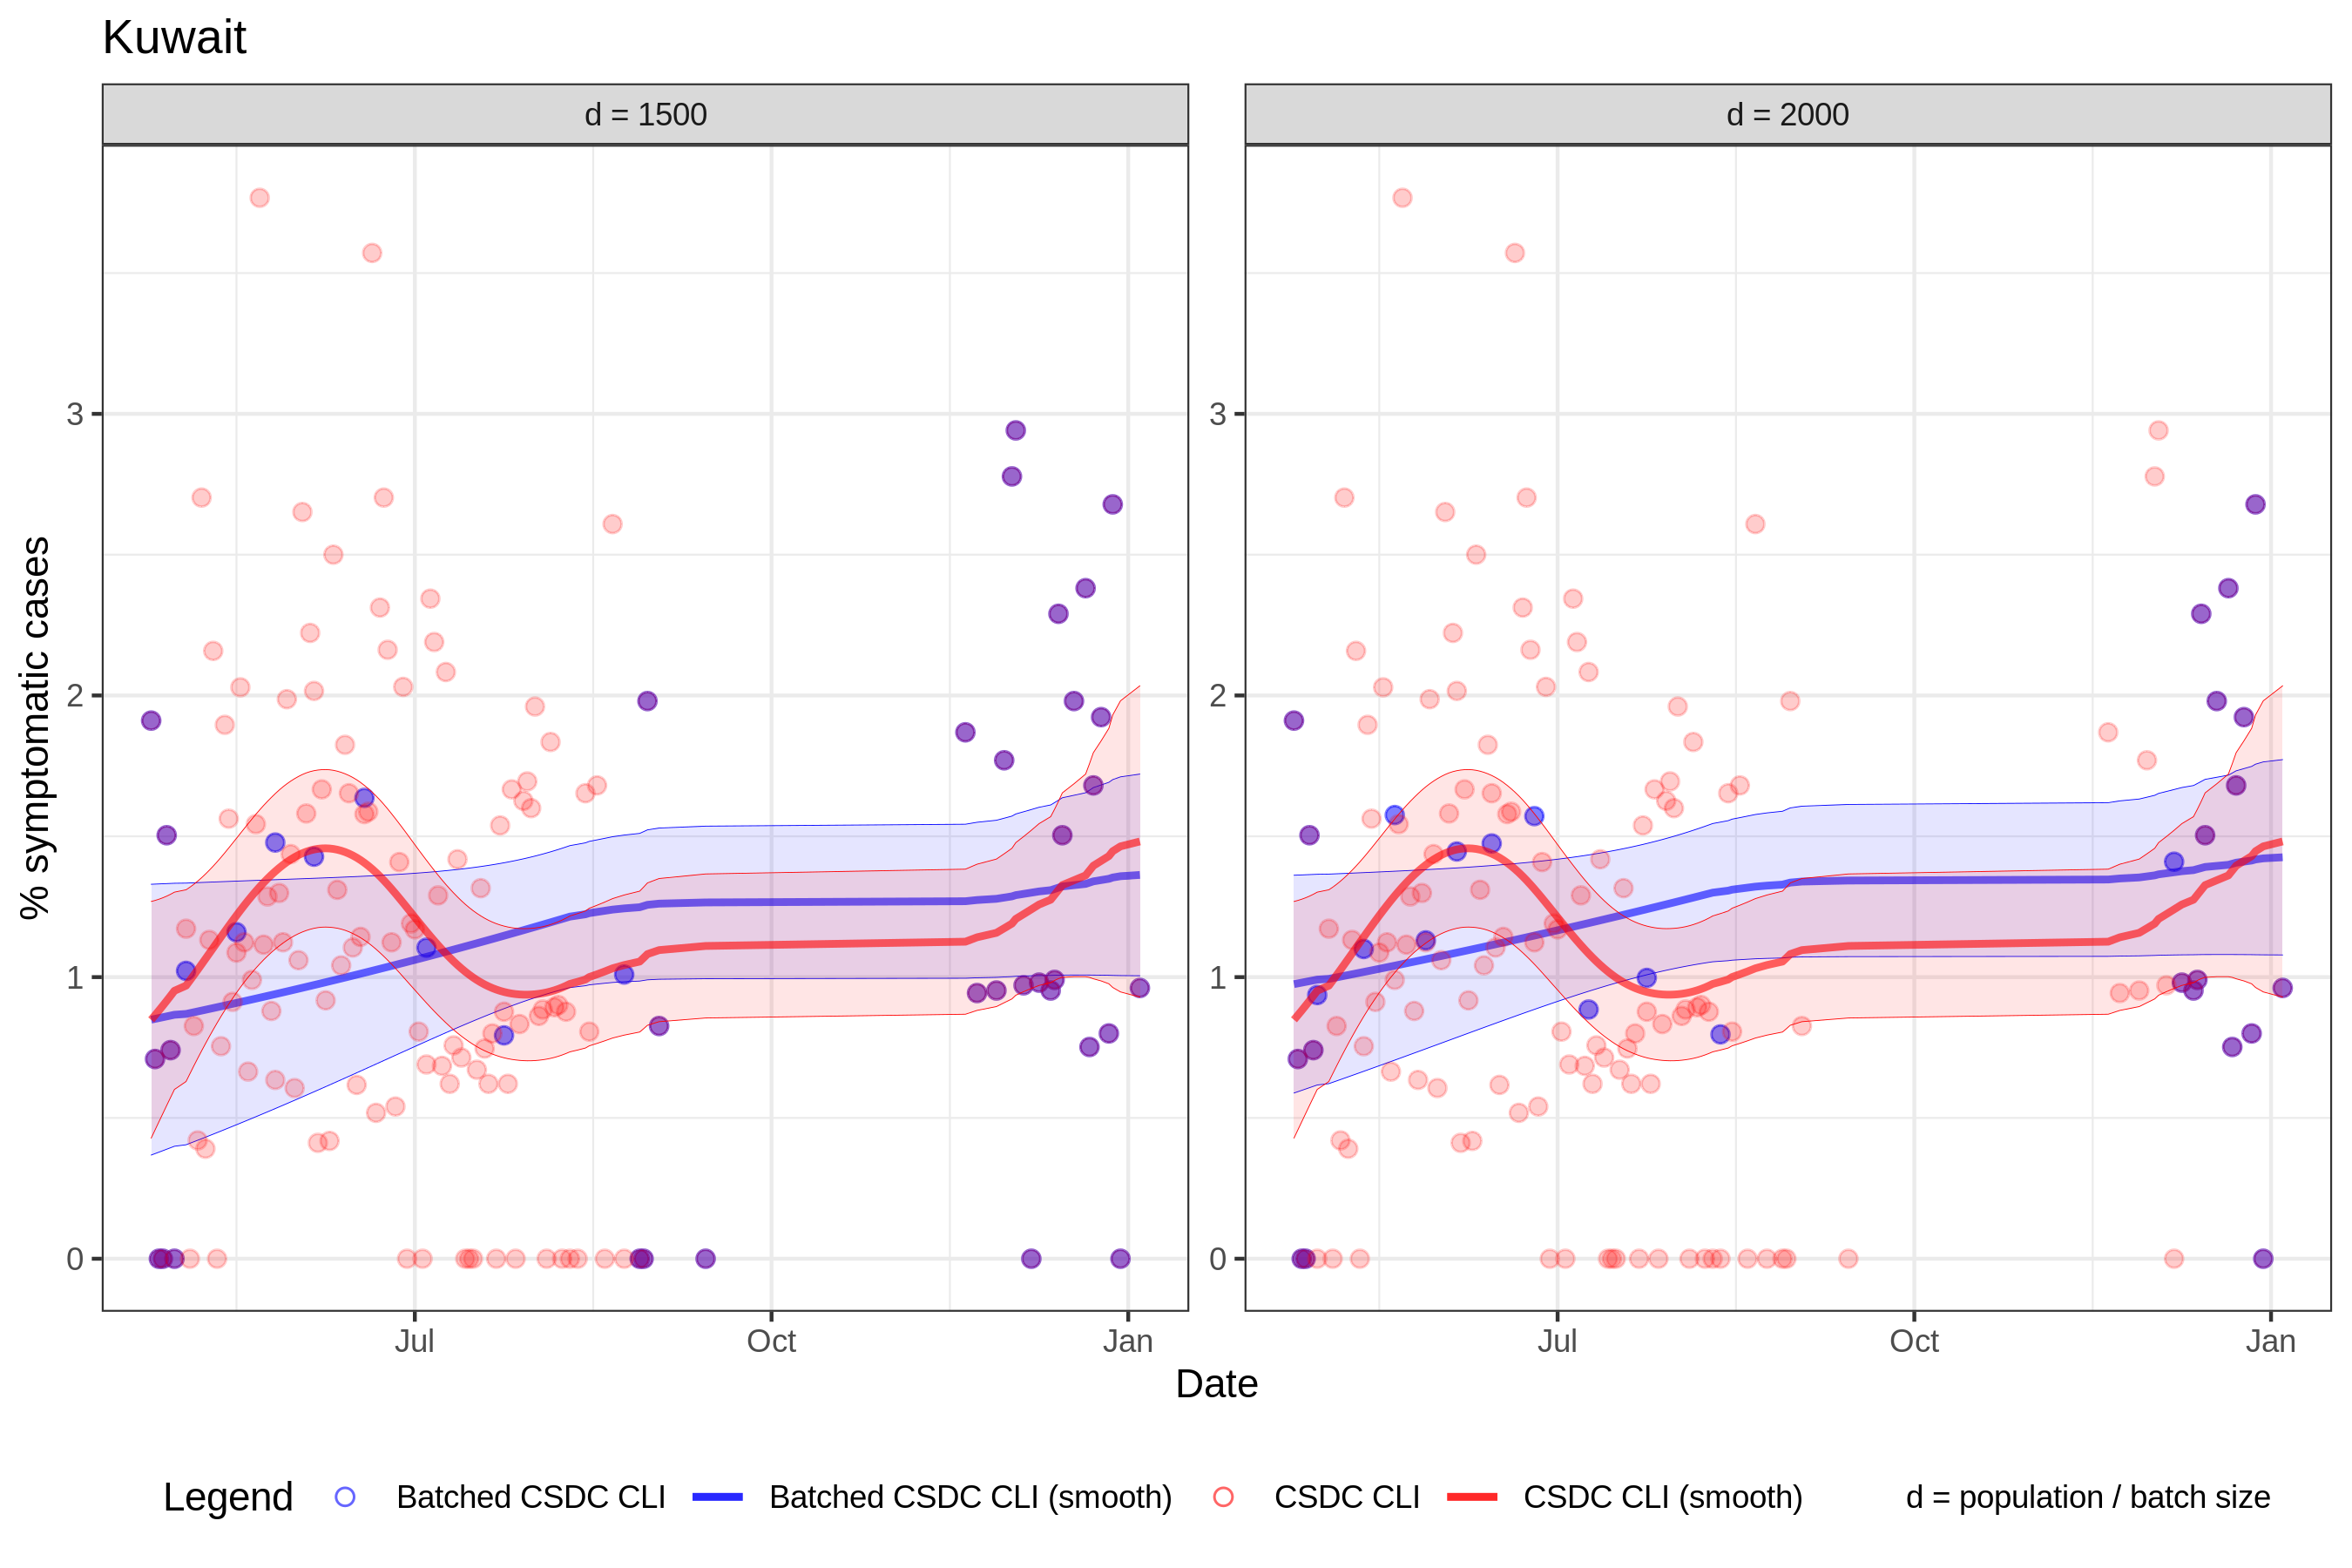 Kuwait
d = 1500
d = 2000
% symptomatic cases
3
2
1
0
3
2
1
0
Jul
Oct
Jan
Jul
Oct
Jan
Date
Legend
Batched CSDC CLI
Batched CSDC CLI (smooth)
CSDC CLI
CSDC CLI (smooth)
d = population / batch size